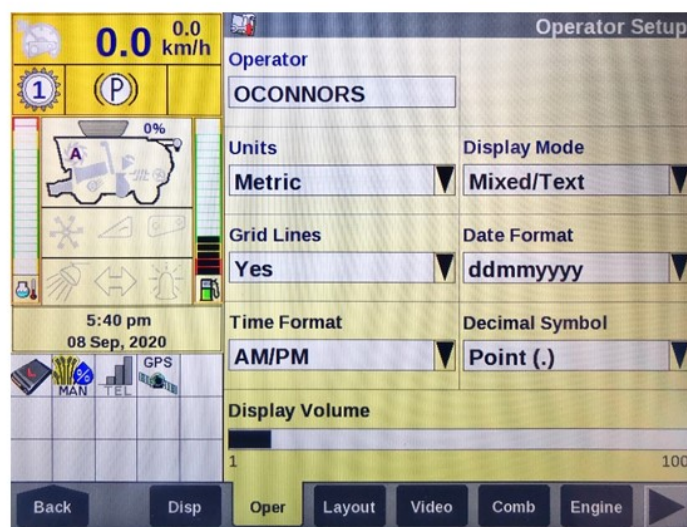 0.0
0.0 km/h
Operator Setup
1
(P)
0%
A
5:40 pm
08 Sep, 2020
L
MAN
%
TEL
GPS
Operator
OCONNORS
Units
Display Mode
Metric
Mixed/Text
Grid Lines
Date Format
Yes
ddmmyyyy
Time Format
Decimal Symbol
AM/PM
Point (.)
Display Volume
1
100
Back
Disp
Oper
Layout
Video
Comb
Engine